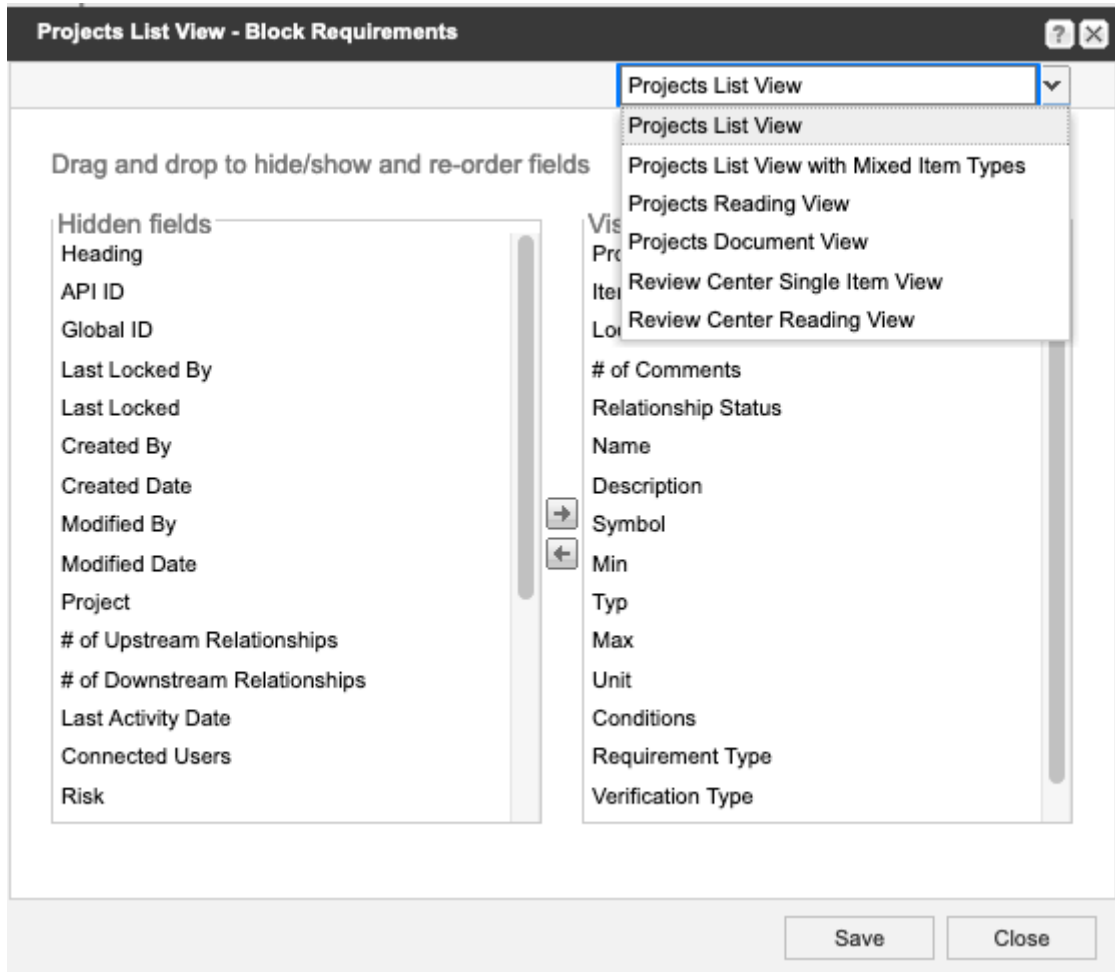 Projects List View - Block Requirements
Projects List View
Projects List View
Projects List View with Mixed Item Types
Projects Reading View
Projects Document View
Review Center Single Item View
Review Center Reading View
Drag and drop to hide/show and re-order fields
Hidden fields
Heading
API ID
Global ID
Last Locked By
Last Locked
Created By
Created Date
Modified By
Modified Date
Project
# of Upstream Relationships
# of Downstream Relationships
Last Activity Date
Connected Users
Risk
# of Comments
Relationship Status
Name
Description
Symbol
Min
Typ
Max
Unit
Conditions
Requirement Type
Verification Type
Save
Close